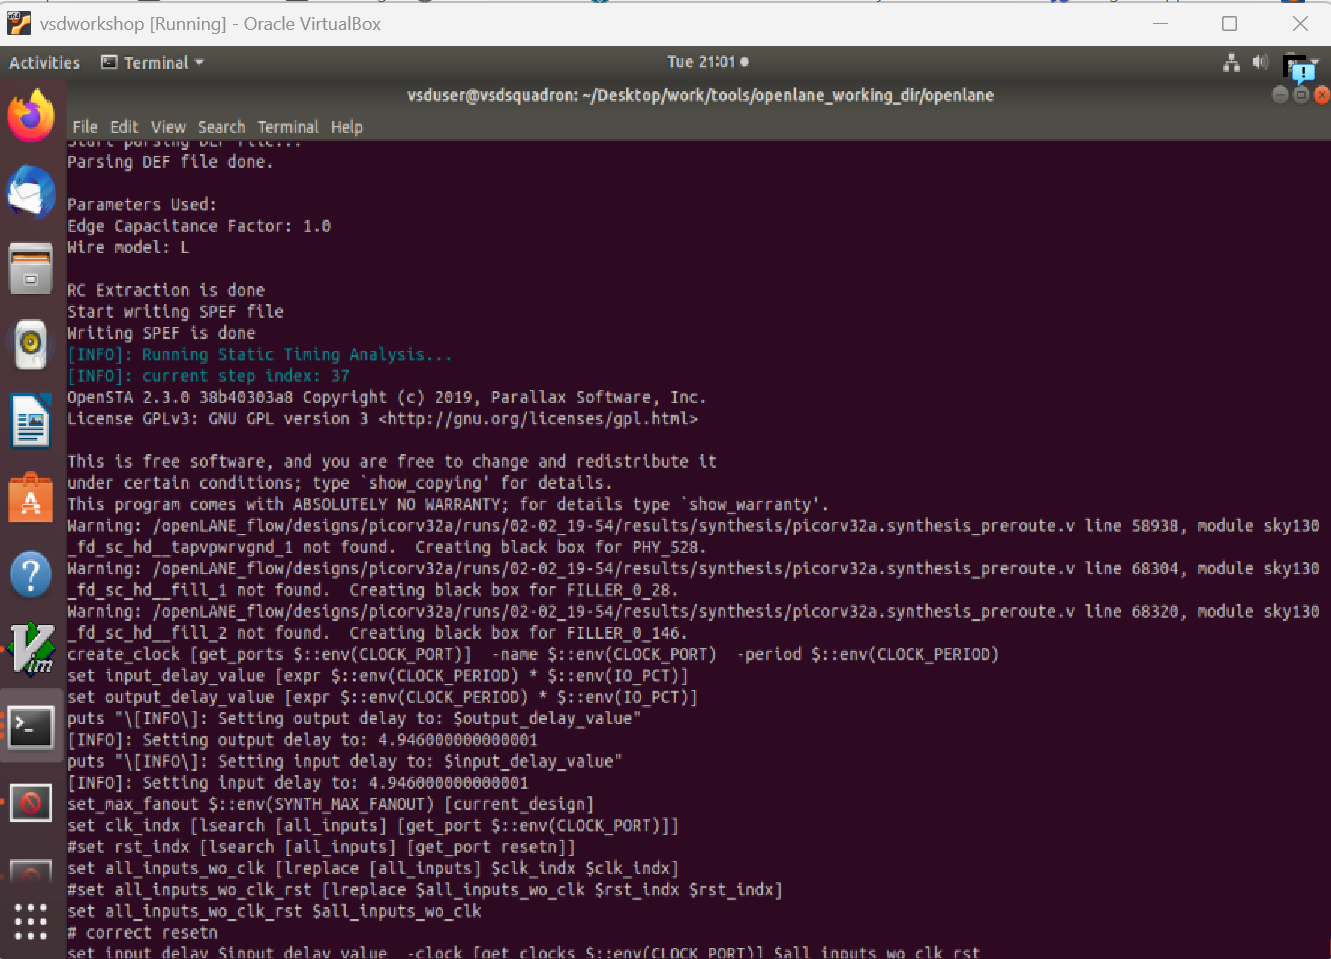 vsdworkshop [Running] - Oracle VirtualBox
Activities Terminal Tue 21:01
vsduser@vsdsquadron: ~/Desktop/work/tools/openlane_working_dir/openlane
File Edit View Search Terminal Help
Start parsing DEF file...
Parsing DEF file done.
Parameters Used:
Edge Capacitance Factor: 1.0
Wire model: L
RC Extraction is done
Start writing SPEF file
Writing SPEF is done
[INFO]: Running Static Timing Analysis...
[INFO]: current step index: 37
OpenSTA 2.3.0 38b40303a8 Copyright (c) 2019, Parallax Software, Inc.
License GPLv3: GNU GPL version 3 <http://gnu.org/licenses/gpl.html>
This is free software, and you are free to change and redistribute it
under certain conditions; type `show_copying' for details.
This program comes with ABSOLUTELY NO WARRANTY; for details type `show_warranty'.
Warning: /openLANE_flow/designs/picorv32a/runs/02-02_19-54/results/synthesis/picorv32a.synthesis_preroute.v line 58938, module sky130
_fd_sc_hd__tapvpwrvgnd_1 not found.  Creating black box for PHY_528.
Warning: /openLANE_flow/designs/picorv32a/runs/02-02_19-54/results/synthesis/picorv32a.synthesis_preroute.v line 68304, module sky130
_fd_sc_hd__fill_1 not found.  Creating black box for FILLER_0_28.
Warning: /openLANE_flow/designs/picorv32a/runs/02-02_19-54/results/synthesis/picorv32a.synthesis_preroute.v line 68320, module sky130
_fd_sc_hd__fill_2 not found.  Creating black box for FILLER_0_146.
create_clock [get_ports $::env(CLOCK_PORT)]  -name $::env(CLOCK_PORT)  -period $::env(CLOCK_PERIOD)
set input_delay_value [expr $::env(CLOCK_PERIOD) * $::env(IO_PCT)]
set output_delay_value [expr $::env(CLOCK_PERIOD) * $::env(IO_PCT)]
puts "\[INFO\]: Setting output delay to: $output_delay_value"
[INFO]: Setting output delay to: 4.946000000000001
puts "\[INFO\]: Setting input delay to: $input_delay_value"
[INFO]: Setting input delay to: 4.946000000000001
set_max_fanout $::env(SYNTH_MAX_FANOUT) [current_design]
set clk_indx [lsearch [all_inputs] [get_port $::env(CLOCK_PORT)]]
#set rst_indx [lsearch [all_inputs] [get_port resetn]]
set all_inputs_wo_clk [lreplace [all_inputs] $clk_indx $clk_indx]
#set all_inputs_wo_clk_rst [lreplace $all_inputs_wo_clk $rst_indx $rst_indx]
set all_inputs_wo_clk_rst $all_inputs_wo_clk
# correct resetn
set_input_delay $input_delay_value  -clock [get_clocks $::env(CLOCK_PORT)] $all_inputs_wo_clk_rst